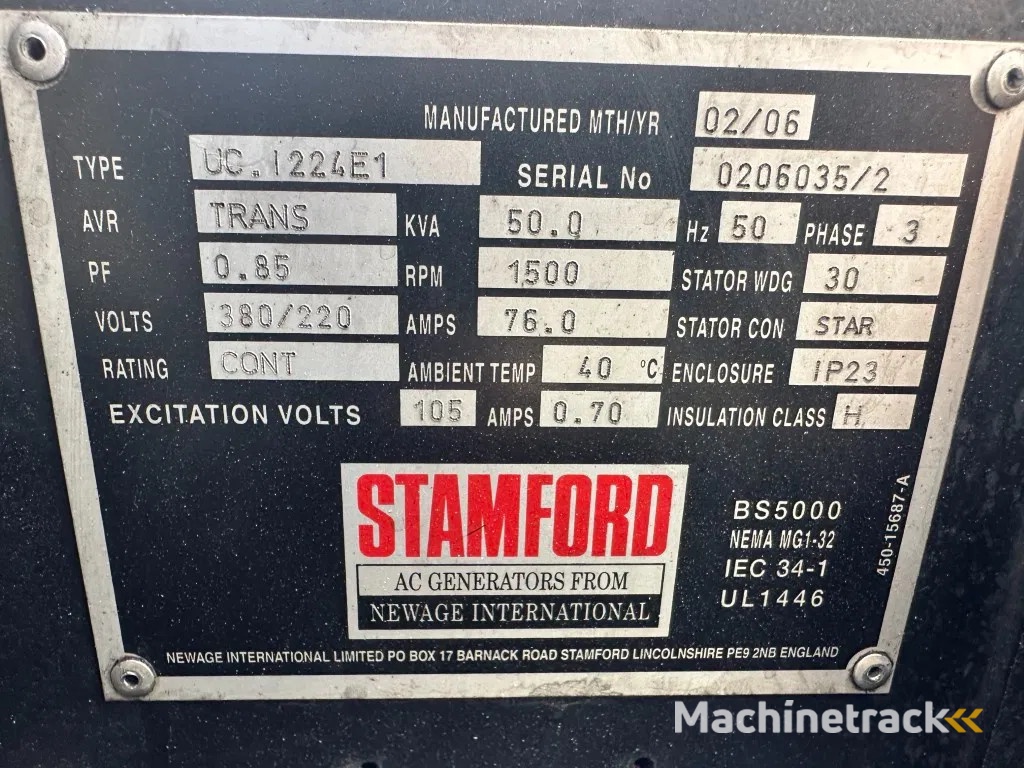 MANUFACTURED MTH/YR 02/06
TYPE UC.I224E1 SERIAL No 0206035/2
AVR TRANS KVA 50.0 Hz 50 PHASE 3
PF 0.85 RPM 1500 STATOR WDG 30
VOLTS 380/220 AMPS 76.0 STATOR CON STAR
RATING CONT AMBIENT TEMP 40 °C ENCLOSURE IP23
EXCITATION VOLTS 105 AMPS 0.70 INSULATION CLASS H
STAMFORD
AC GENERATORS FROM
NEWAGE INTERNATIONAL
BS5000
NEMA MG1-32
IEC 34-1
UL1446
450-15687-A
NEWAGE INTERNATIONAL LIMITED PO BOX 17 BARNACK ROAD STAMFORD LINCOLNSHIRE PE9 2NB ENGLAND
Machinetrack